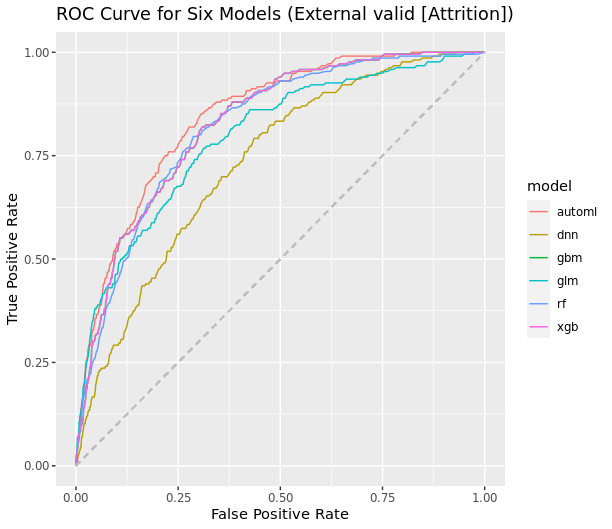 ROC Curve for Six Models (External valid [Attrition])
True Positive Rate
1.00
0.75
0.50
0.25
0.00
0.00 0.25 0.50 0.75 1.00
False Positive Rate
model
automl
dnn
gbm
glm
rf
xgb